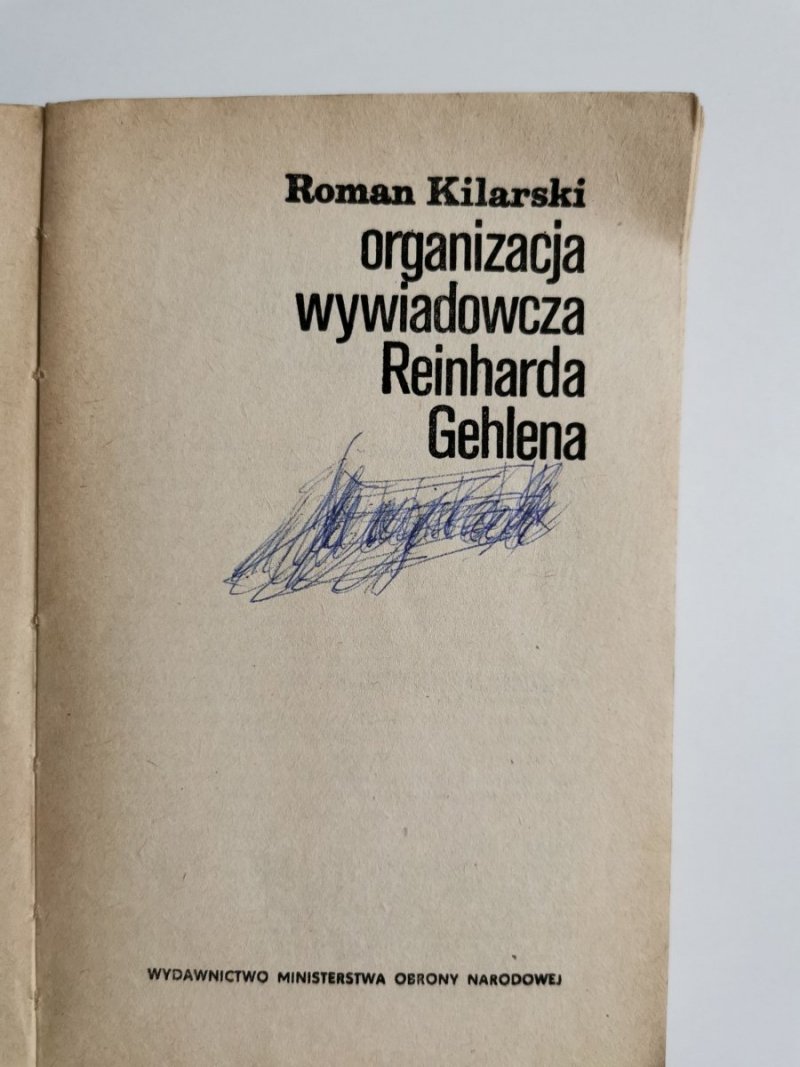 Roman Kilarski
organizacja
wywiadowcza
Reinharda
Gehlena
WYDAWNICTWO MINISTERSTWA OBRONY NARODOWEJ